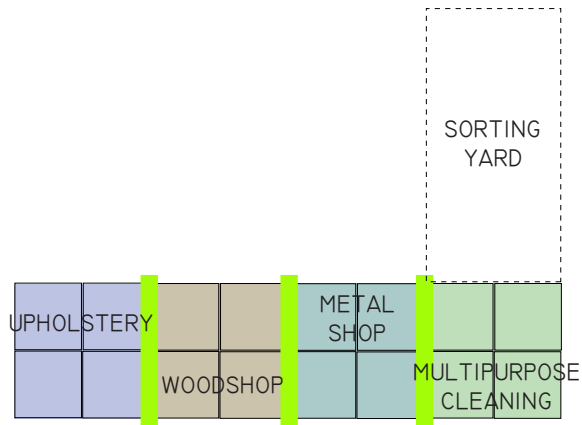 SORTING
YARD
UPHOLSTERY
METAL
SHOP
WOODSHOP
MULTIPURPOSE
CLEANING